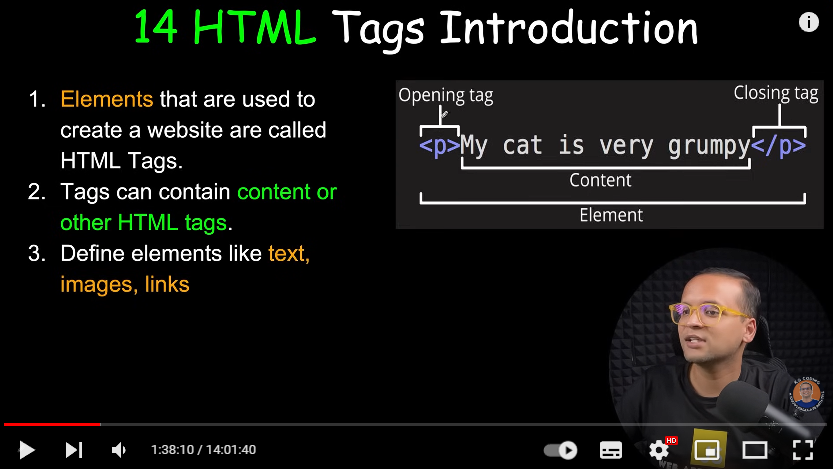 14 HTML Tags Introduction
1. Elements that are used to
create a website are called
HTML Tags.
2. Tags can contain content or
other HTML tags.
3. Define elements like text,
images, links
Opening tag
Closing tag
<p>My cat is very grumpy</p>
Content
Element
1:38:10 / 14:01:40
HD